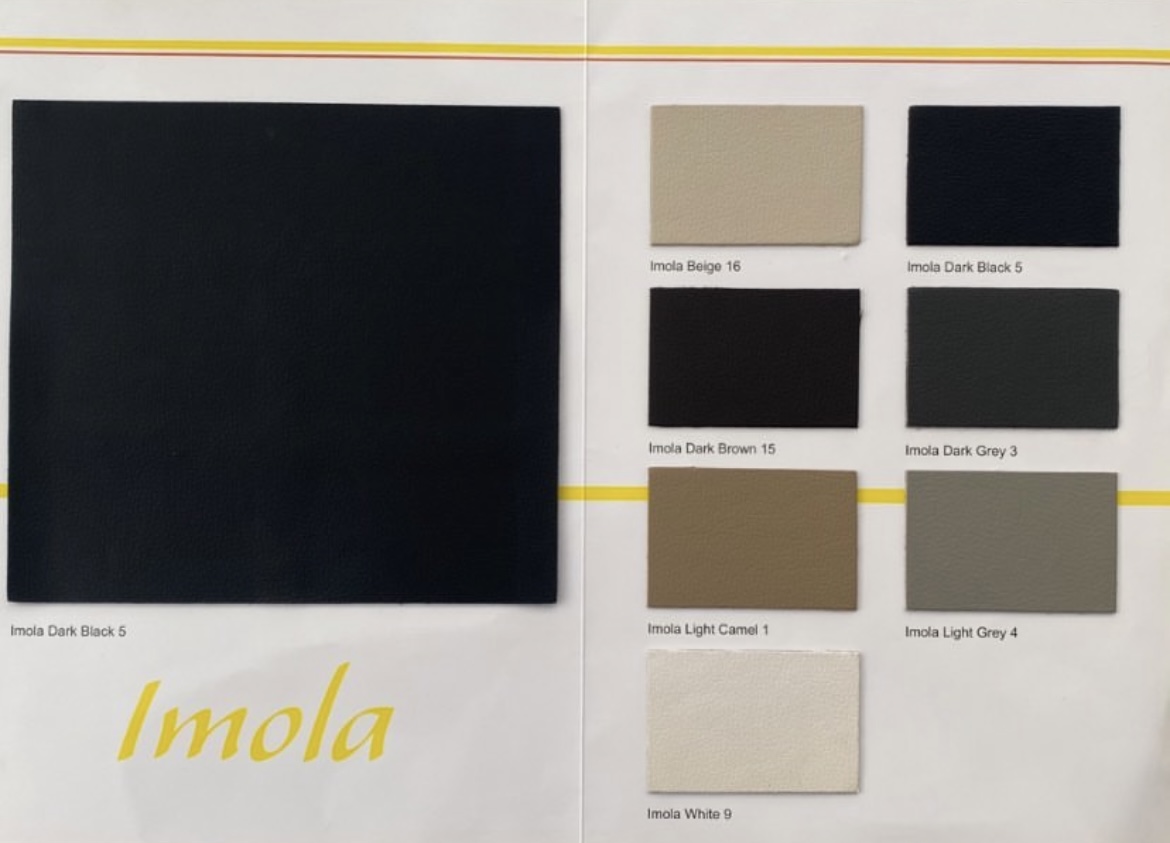 Imola Dark Black 5
Imola
Imola Beige 16
Imola Dark Black 5
Imola Dark Brown 15
Imola Dark Grey 3
Imola Light Camel 1
Imola Light Grey 4
Imola White 9